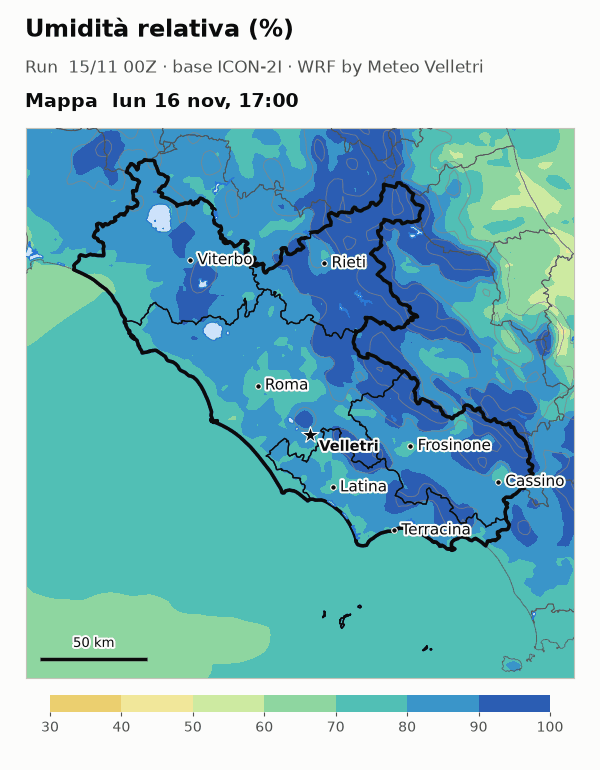 Umidità relativa (%)
Run 15/11 00Z · base ICON-2I · WRF by Meteo Velletri
Mappa lun 16 nov, 17:00
Viterbo
Rieti
Roma
Velletri
Frosinone
Cassino
Latina
Terracina
50 km
30 40 50 60 70 80 90 100